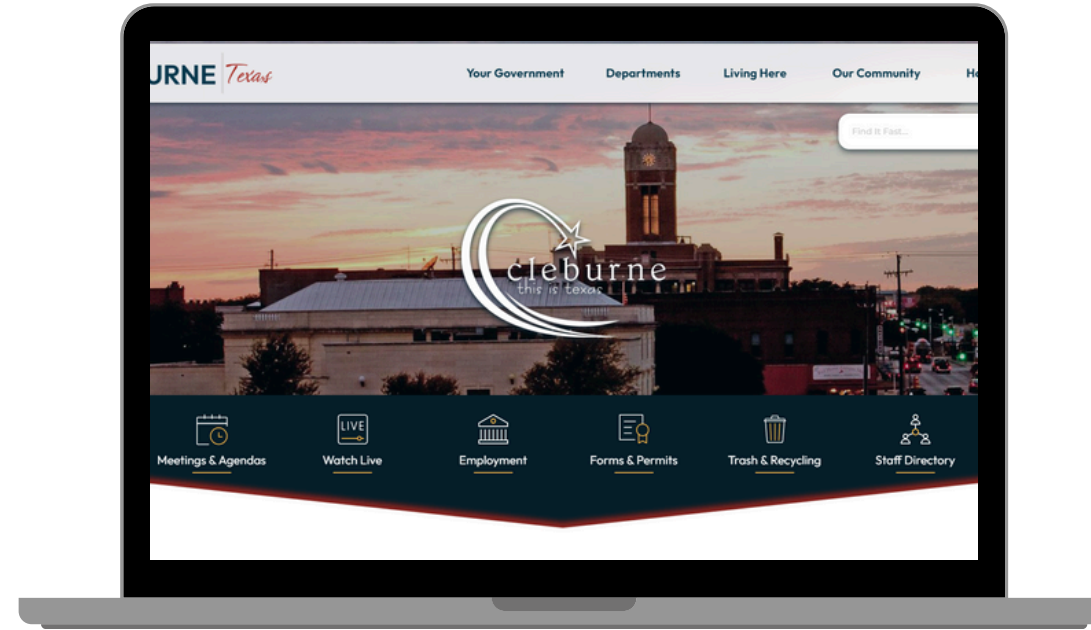 URNE Texas
Your Government Departments Living Here Our Community He
Find It Fast...
cleburne
this is texas
LIVE
Meetings & Agendas Watch Live Employment Forms & Permits Trash & Recycling Staff Directory